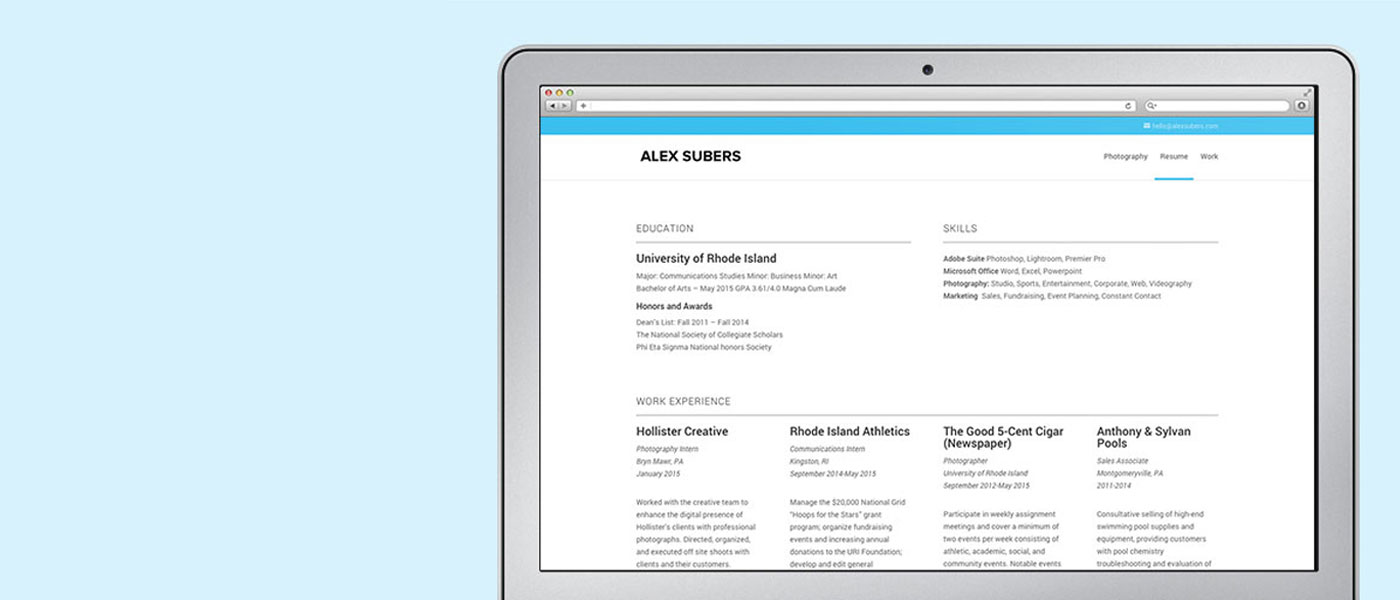 hello@alexsubers.com
ALEX SUBERS
Photography Resume Work
EDUCATION
University of Rhode Island
Major: Communications Studies Minor: Business Minor: Art
Bachelor of Arts – May 2015 GPA 3.61/4.0 Magna Cum Laude
Honors and Awards
Dean's List: Fall 2011 – Fall 2014
The National Society of Collegiate Scholars
Phi Eta Signma National honors Society
SKILLS
Adobe Suite Photoshop, Lightroom, Premier Pro
Microsoft Office Word, Excel, Powerpoint
Photography: Studio, Sports, Entertainment, Corporate, Web, Videography
Marketing Sales, Fundraising, Event Planning, Constant Contact
WORK EXPERIENCE
Hollister Creative
Photography Intern
Bryn Mawr, PA
January 2015
Worked with the creative team to
enhance the digital presence of
Hollister's clients with professional
photographs. Directed, organized,
and executed off site shoots with
clients and their customers.
Rhode Island Athletics
Communications Intern
Kingston, RI
September 2014-May 2015
Manage the $20,000 National Grid
"Hoops for the Stars" grant
program; organize fundraising
events and increasing annual
donations to the URI Foundation;
develop and edit general
The Good 5-Cent Cigar
(Newspaper)
Photographer
University of Rhode Island
September 2012-May 2015
Participate in weekly assignment
meetings and cover a minimum of
two events per week consisting of
athletic, academic, social, and
community events. Notable events
Anthony & Sylvan
Pools
Sales Associate
Montgomeryville, PA
2011-2014
Consultative selling of high-end
swimming pool supplies and
equipment, providing customers
with pool chemistry
troubleshooting and evaluation of